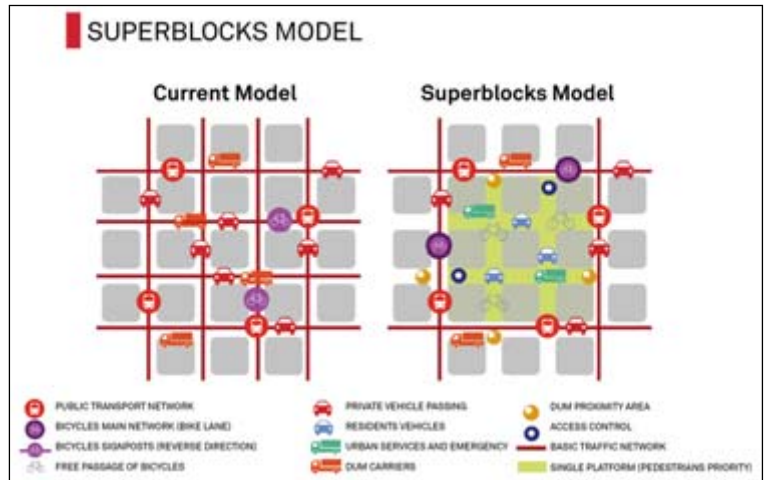 SUPERBLOCKS MODEL
Current Model
Superblocks Model
PUBLIC TRANSPORT NETWORK
BICYCLES MAIN NETWORK (BIKE LANE)
BICYCLES SIGNPOSTS (REVERSE DIRECTION)
FREE PASSAGE OF BICYCLES
PRIVATE VEHICLE PASSING
RESIDENTS VEHICLES
URBAN SERVICES AND EMERGENCY
DUM CARRIERS
DUM PROXIMITY AREA
ACCESS CONTROL
BASIC TRAFFIC NETWORK
SINGLE PLATFORM (PEDESTRIANS PRIORITY)